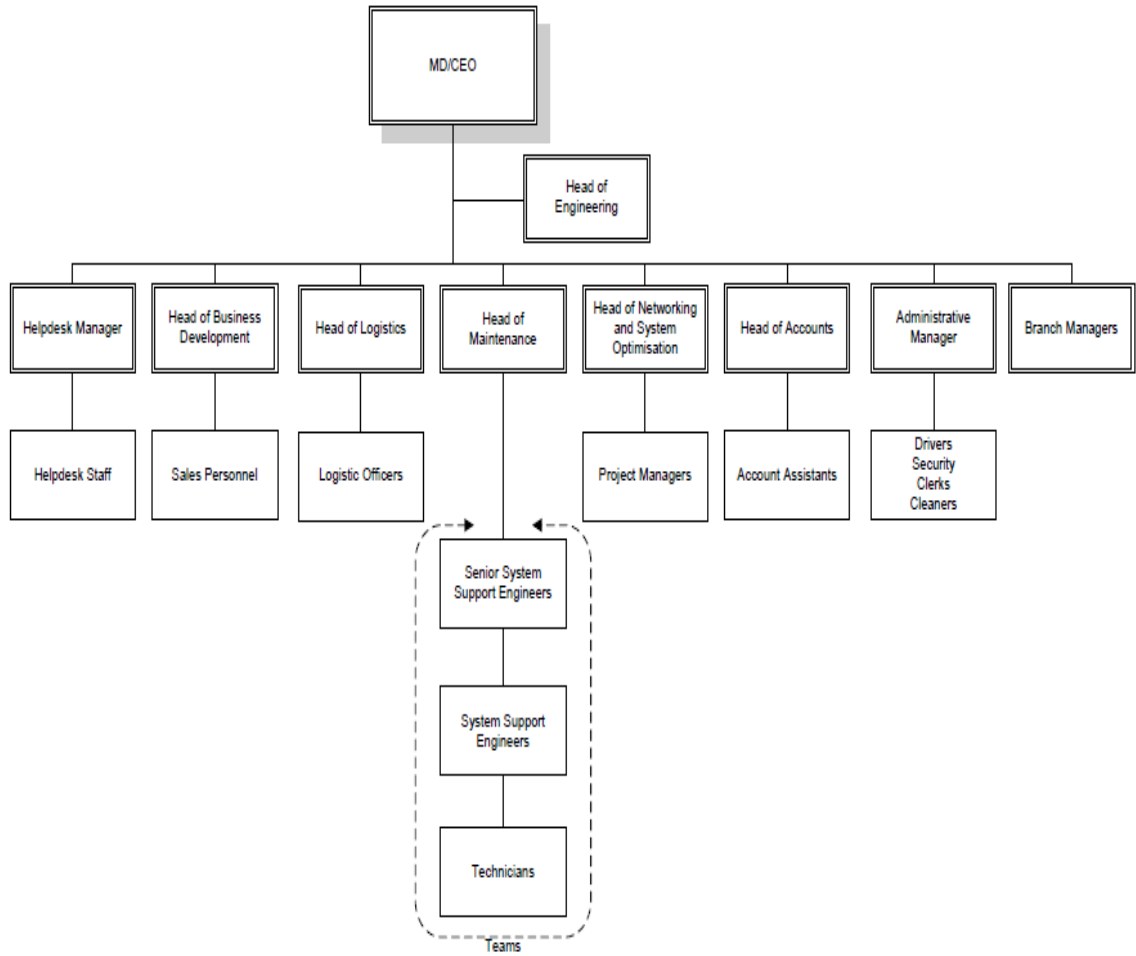 MD/CEO
Head of
Engineering
Helpdesk Manager
Head of Business
Development
Head of Logistics
Head of
Maintenance
Head of Networking
and System
Optimisation
Head of Accounts
Administrative
Manager
Branch Managers
Helpdesk Staff
Sales Personnel
Logistic Officers
Project Managers
Account Assistants
Drivers
Security
Clerks
Cleaners
Senior System
Support Engineers
System Support
Engineers
Technicians
Teams